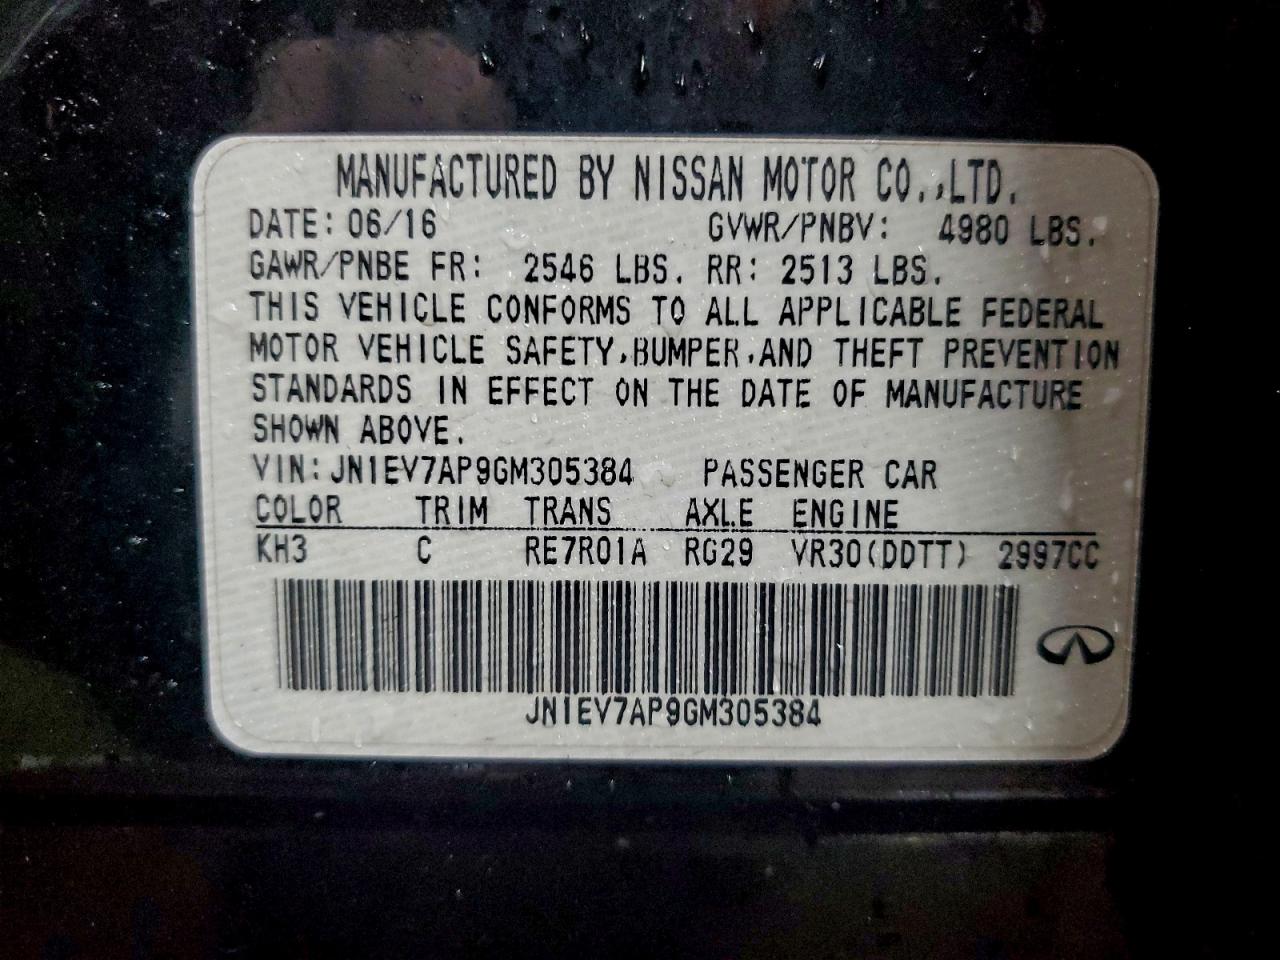 MANUFACTURED BY NISSAN MOTOR CO.,LTD.
DATE: 06/16 GVWR/PNBV: 4980 LBS.
GAWR/PNBE FR: 2546 LBS. RR: 2513 LBS.
THIS VEHICLE CONFORMS TO ALL APPLICABLE FEDERAL
MOTOR VEHICLE SAFETY,BUMPER,AND THEFT PREVENTION
STANDARDS IN EFFECT ON THE DATE OF MANUFACTURE
SHOWN ABOVE.
VIN: JN1EV7AP9GM305384 PASSENGER CAR
COLOR TRIM TRANS AXLE ENGINE
KH3 C RE7R01A RG29 VR30(DDTT) 2997CC
JN1EV7AP9GM305384